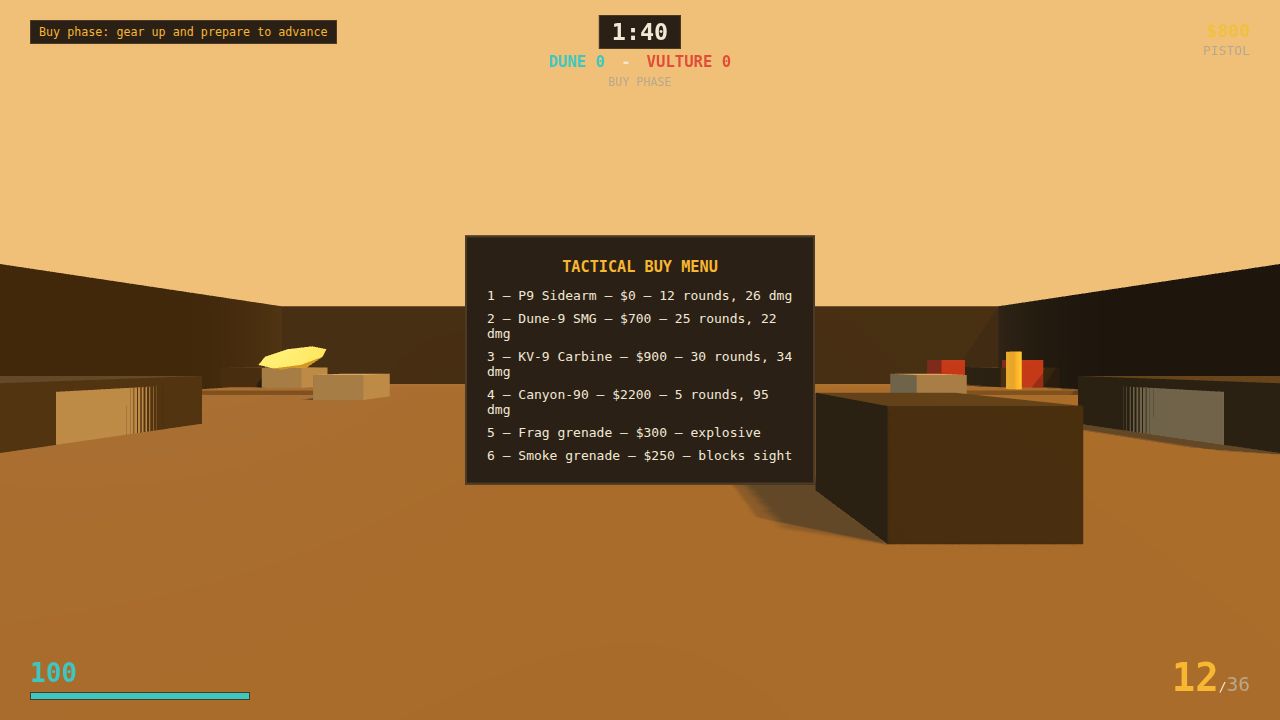 Buy phase: gear up and prepare to advance
1:40
DUNE 0 - VULTURE 0
BUY PHASE
$800
PISTOL
TACTICAL BUY MENU
1 — P9 Sidearm — $0 — 12 rounds, 26 dmg
2 — Dune-9 SMG — $700 — 25 rounds, 22
dmg
3 — KV-9 Carbine — $900 — 30 rounds, 34
dmg
4 — Canyon-90 — $2200 — 5 rounds, 95
dmg
5 — Frag grenade — $300 — explosive
6 — Smoke grenade — $250 — blocks sight
100
12/36